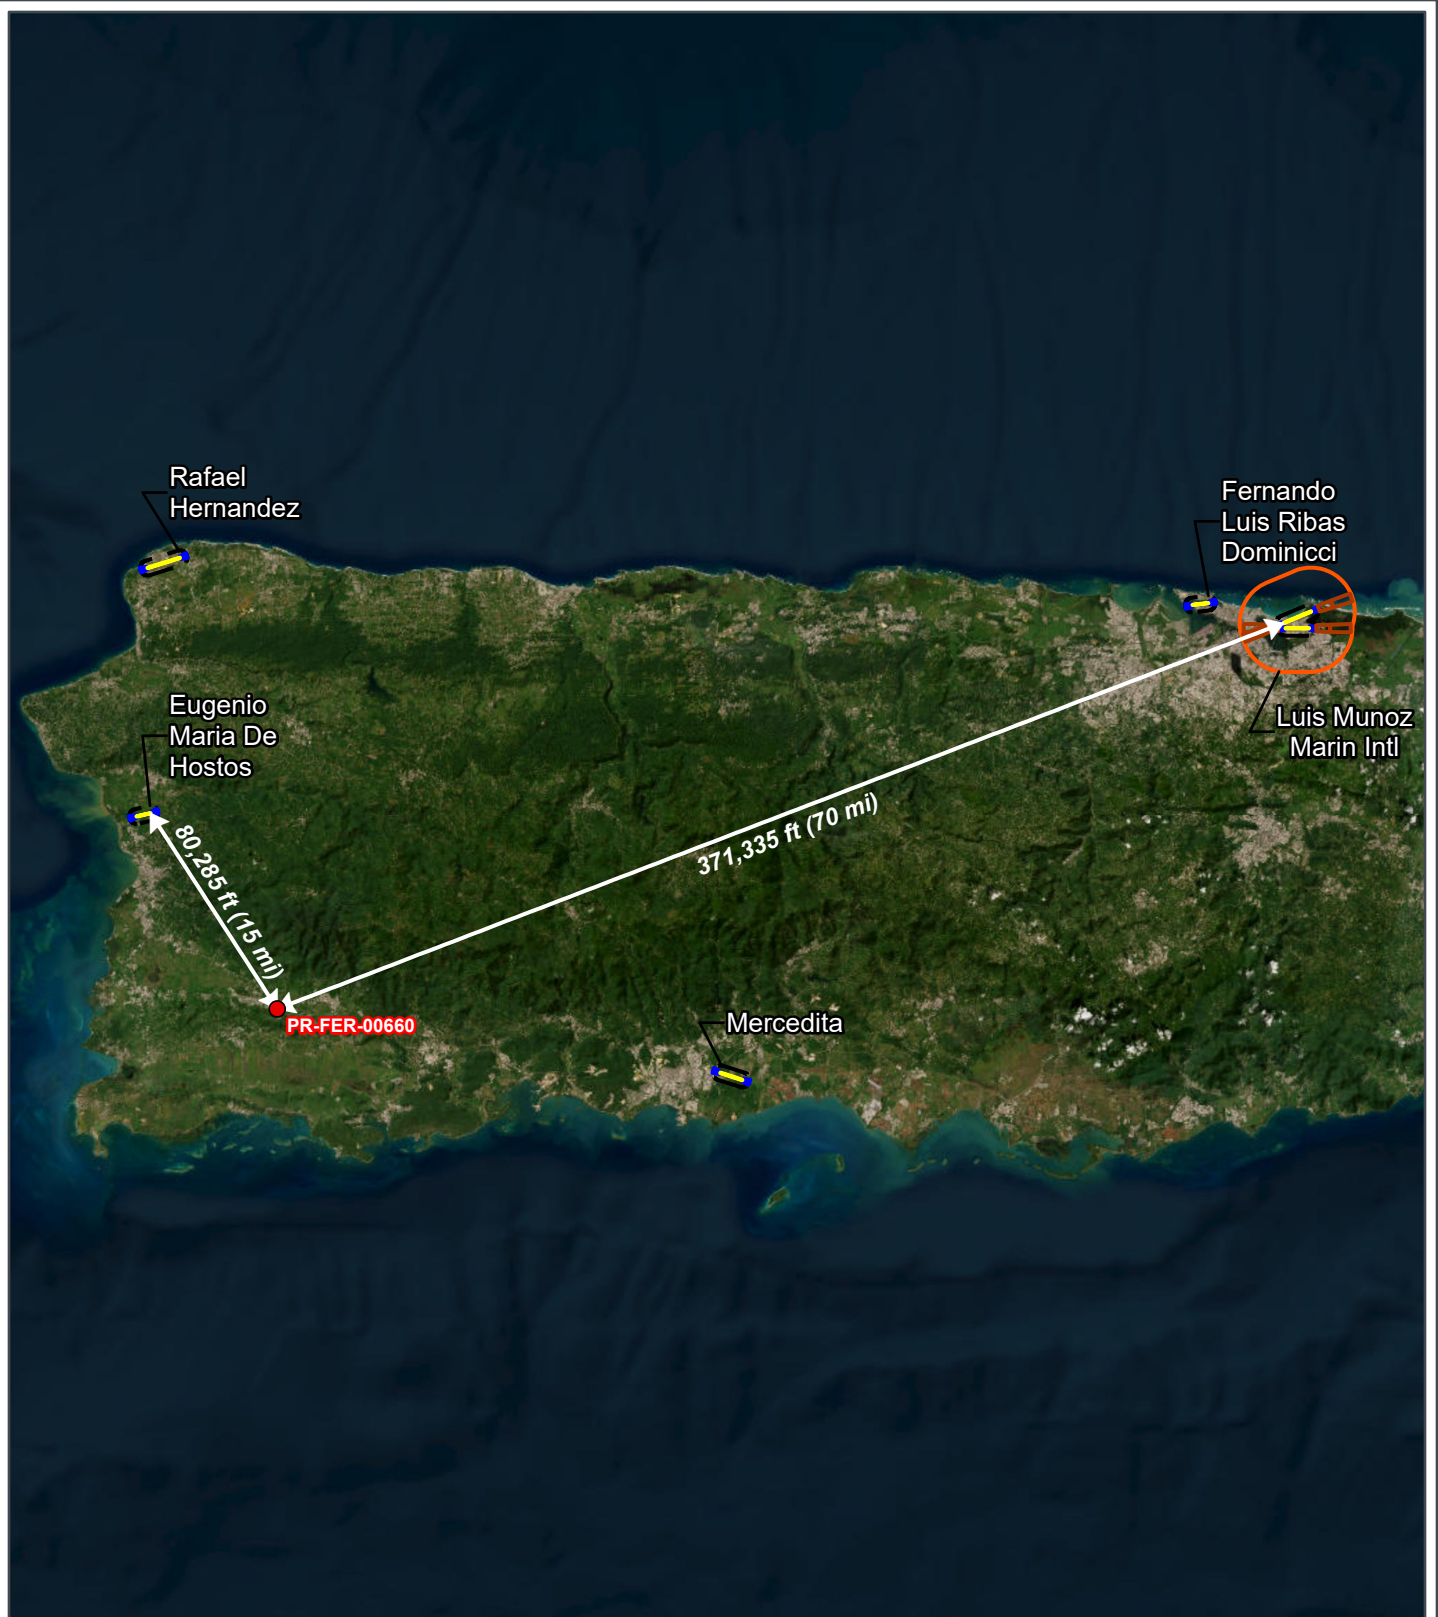 Rafael
Hernandez
Fernando
Luis Ribas
Dominicci
Eugenio
Maria De
Hostos
Luis Munoz
Marin Intl
371,335 ft (70 mi)
80,285 ft (15 mi)
PR-FER-00660
Mercedita